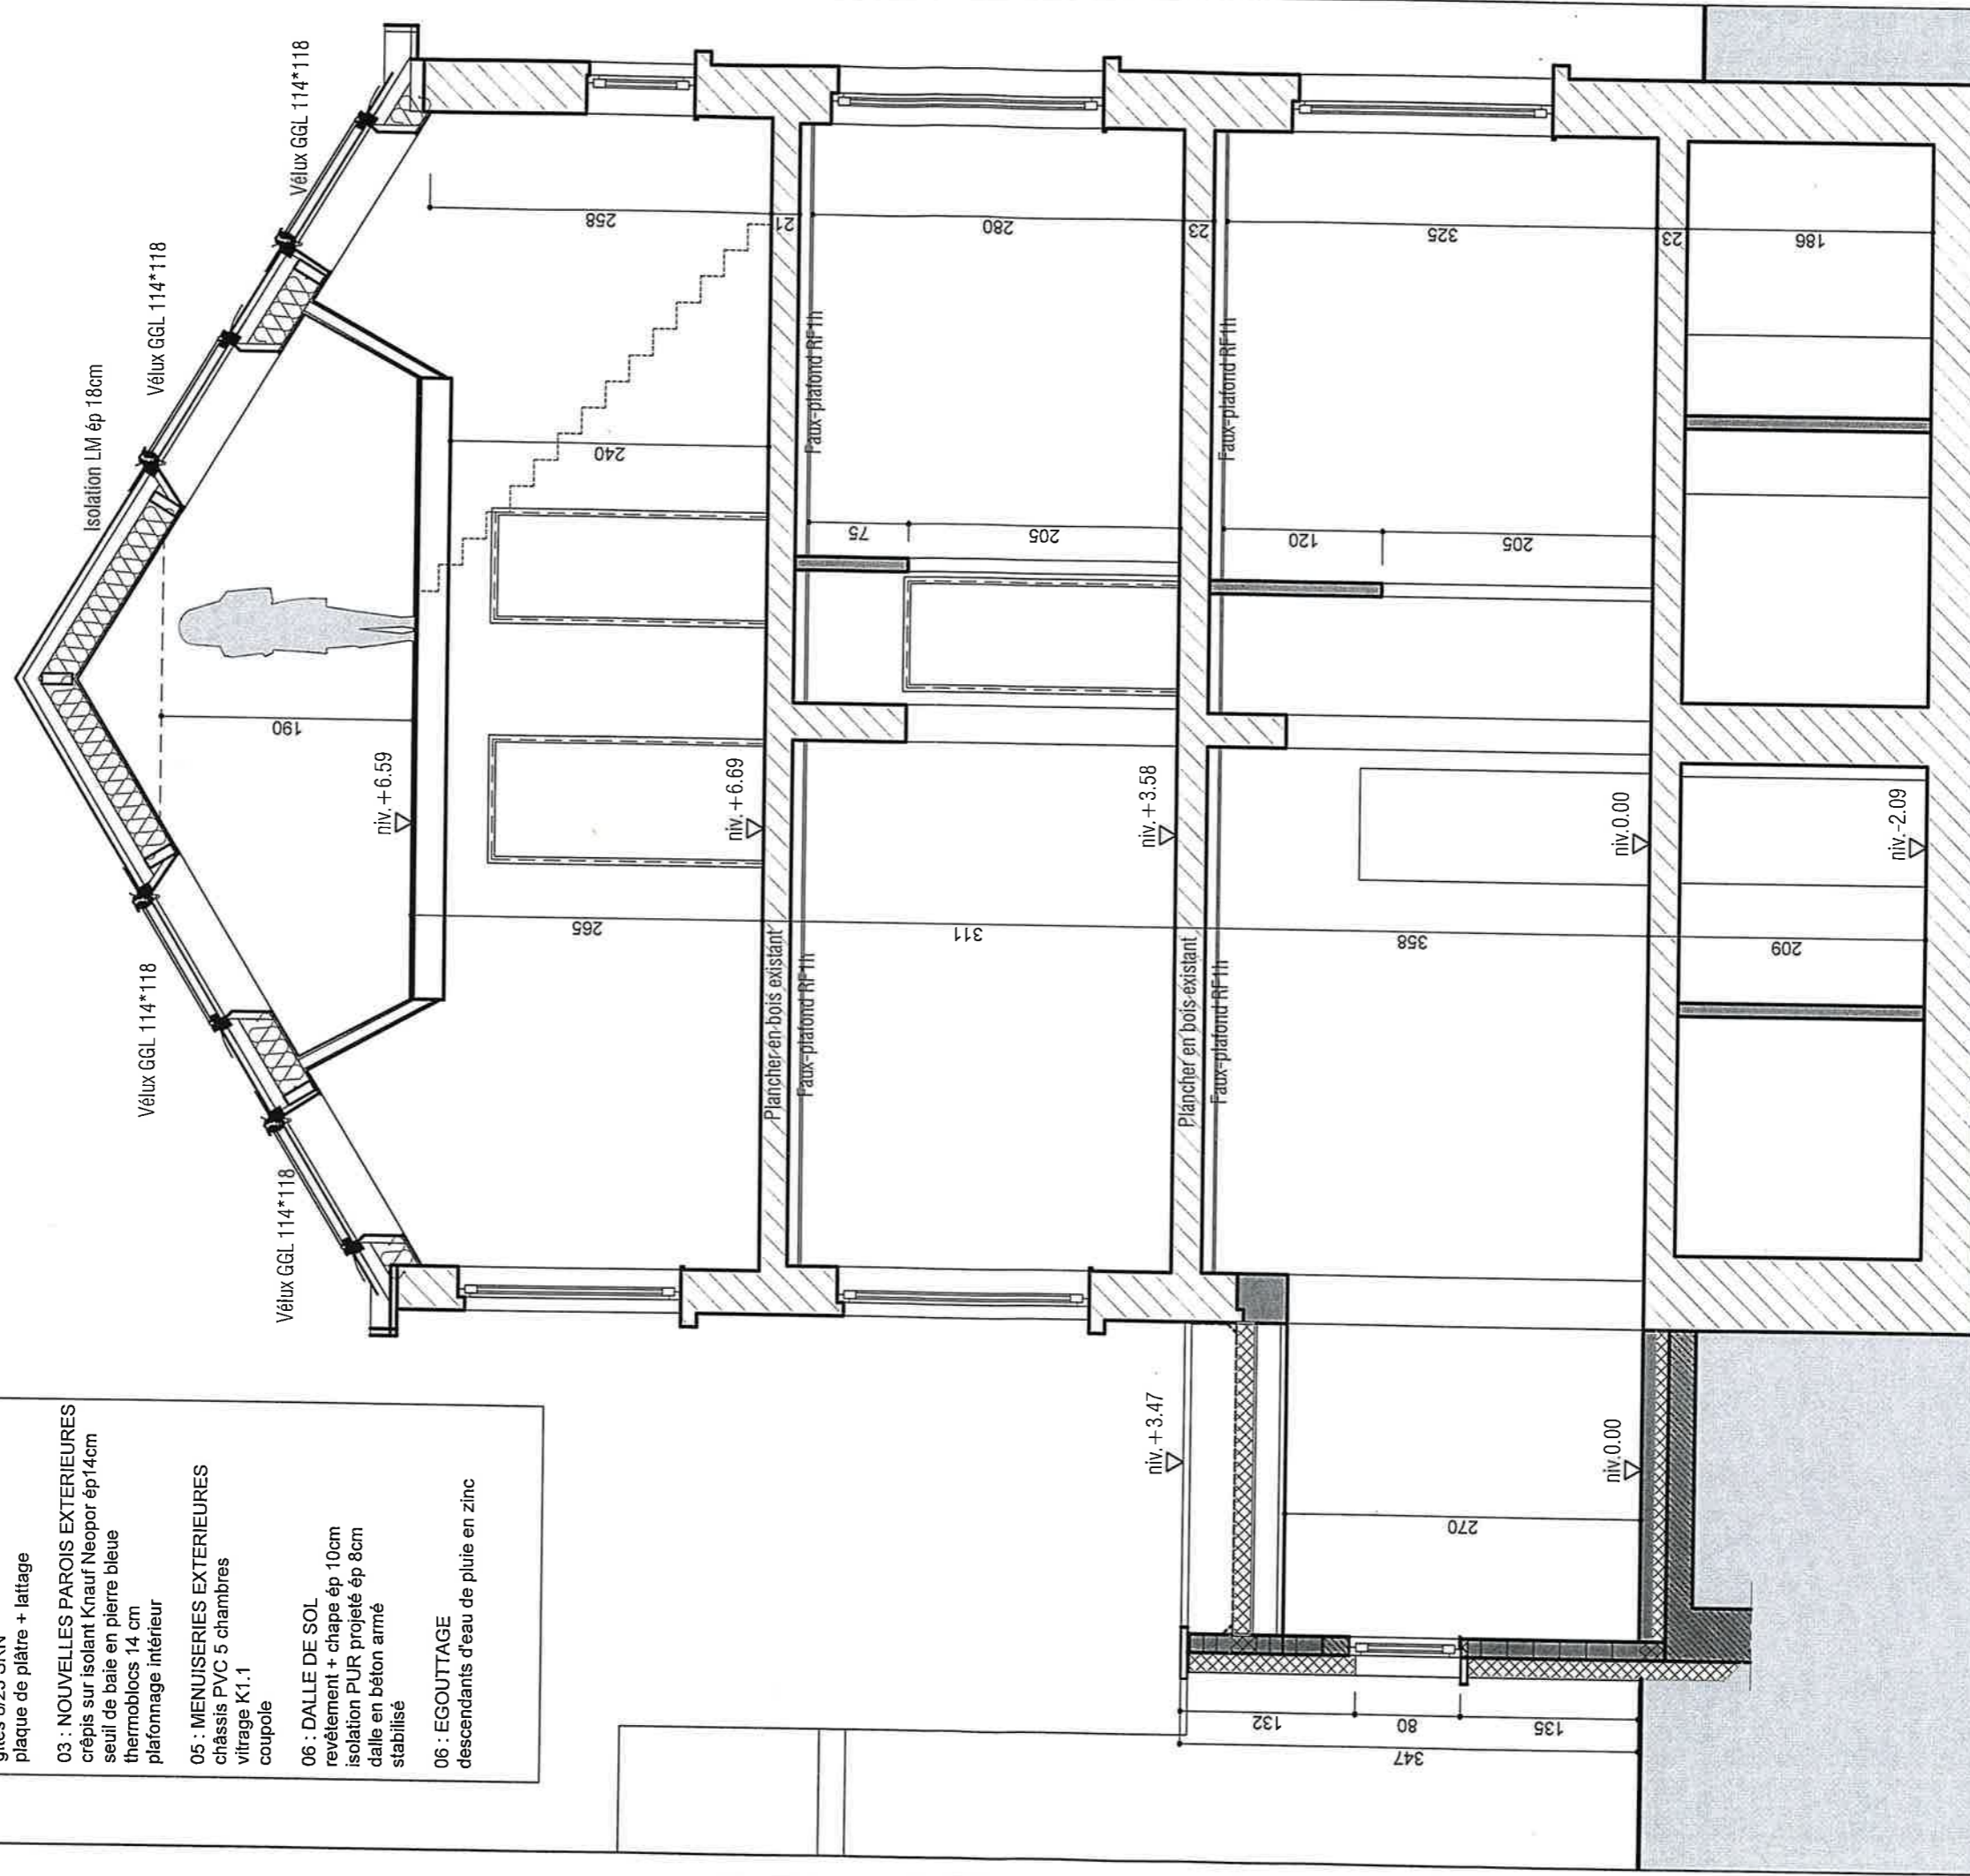 plaque de plâtre + lattage
03 : NOUVELLES PAROIS EXTERIEURES
crêpis sur isolant Knauf Neopor ép14cm
seuil de baie en pierre bleue
thermoblocs 14 cm
plafonnage intérieur
05 : MENUISERIES EXTERIEURES
châssis PVC 5 chambres
vitrage K1.1
coupole
06 : DALLE DE SOL
revêtement + chape ép 10cm
isolation PUR projeté ép 8cm
dalle en béton armé
stabilisé
06 : EGOUTTAGE
descendants d'eau de pluie en zinc
Isolation LM ép 18cm
Vélux GGL 114*118
Vélux GGL 114*118
Vélux GGL 114*118
Vélux GGL 114*118
190
niv.+6.59
258
240
265
niv.+6.69
21
Plancher en bois existant
Faux-plafond RF1h
Faux-plafond RF1h
280
75
205
311
niv.+3.58
23
Plancher en bois existant
Faux-plafond RF1h
Faux-plafond RF1h
325
120
205
358
niv.0.00
23
186
209
niv.-2.09
niv.+3.47
270
niv.0.00
132
80
135
347